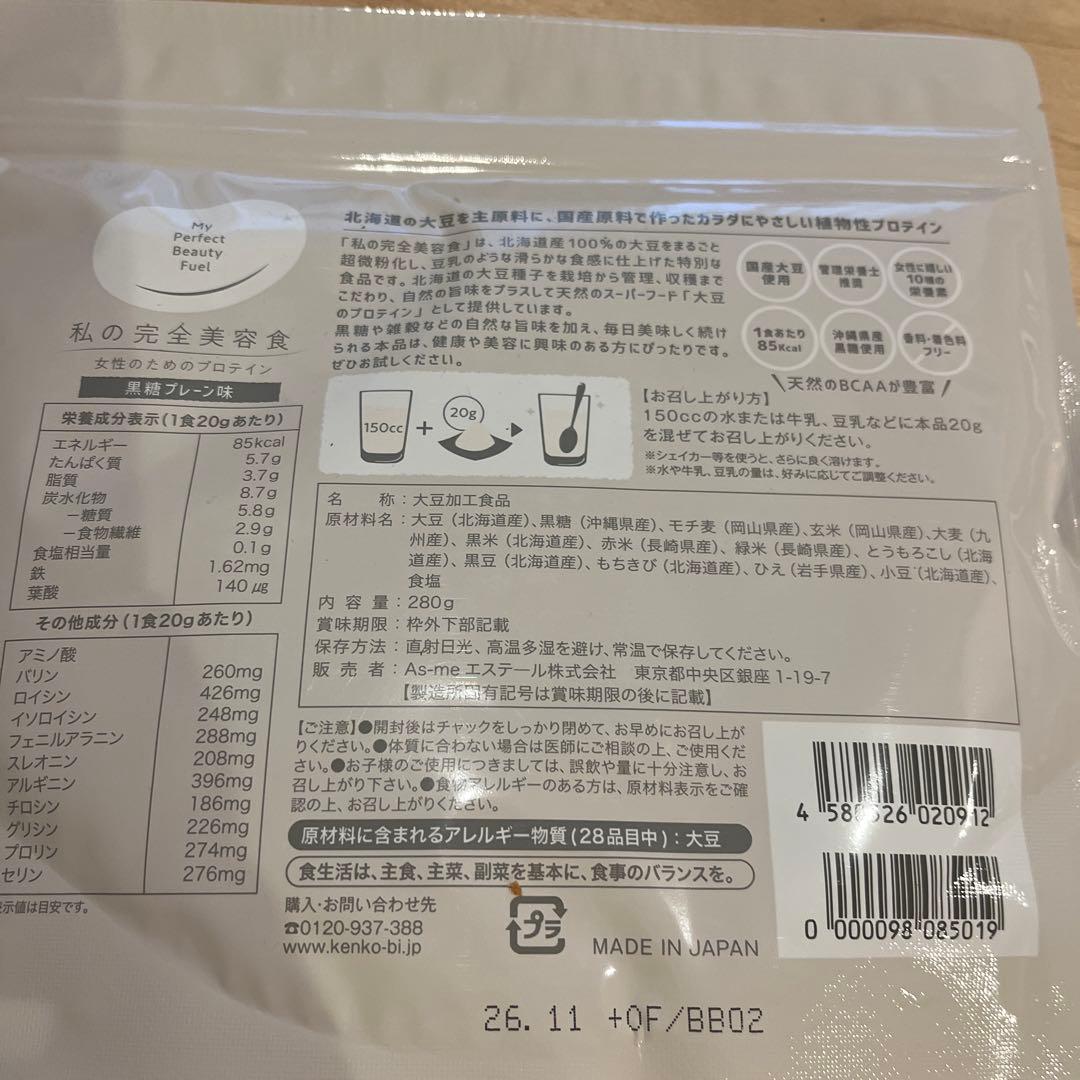 My
Perfect
Beauty
Fuel
私の完全美容食
女性のためのプロテイン
黒糖プレーン味
栄養成分表示(1食20gあたり)
エネルギー 85kcal
たんぱく質 5.7g
脂質 3.7g
炭水化物 8.7g
－糖質 5.8g
－食物繊維 2.9g
食塩相当量 0.1g
鉄 1.62mg
葉酸 140μg
その他成分(1食20gあたり)
アミノ酸
バリン 260mg
ロイシン 426mg
イソロイシン 248mg
フェニルアラニン 288mg
スレオニン 208mg
アルギニン 396mg
チロシン 186mg
グリシン 226mg
プロリン 274mg
セリン 276mg
示値は目安です。
北海道の大豆を主原料に、国産原料で作ったカラダにやさしい植物性プロテイン
「私の完全美容食」は、北海道産100%の大豆をまるごと
超微粉化し、豆乳のような滑らかな食感に仕上げた特別な
食品です。北海道の大豆種子を栽培から管理、収穫まで
こだわり、自然の旨味をプラスして天然のスーパーフード「大豆
のプロテイン」として提供しています。
黒糖や雑穀などの自然な旨味を加え、毎日美味しく続け
られる本品は、健康や美容に興味のある方にぴったりです。
ぜひお試しください。
国産大豆
使用
管理栄養士
推奨
女性に嬉しい
10種の
栄養素
1食あたり
85Kcal
沖縄県産
黒糖使用
香料・着色料
フリー
天然のBCAAが豊富
150cc + 20g
【お召し上がり方】
150ccの水または牛乳、豆乳などに本品20g
を混ぜてお召し上がりください。
※シェイカー等を使うと、さらに良く溶けます。
※水や牛乳、豆乳の量は、好みに応じてご調整ください。
名称:大豆加工食品
原材料名:大豆(北海道産)、黒糖(沖縄県産)、モチ麦(岡山県産)、玄米(岡山県産)、大麦(九
州産)、黒米(北海道産)、赤米(長崎県産)、緑米(長崎県産)、とうもろこし(北海
道産)、黒豆(北海道産)、もちきび(北海道産)、ひえ(岩手県産)、小豆(北海道産)、
食塩
内容量:280g
賞味期限:枠外下部記載
保存方法:直射日光、高温多湿を避け、常温で保存してください。
販売者:As-meエステール株式会社 東京都中央区銀座1-19-7
【製造所固有記号は賞味期限の後に記載】
【ご注意】●開封後はチャックをしっかり閉めて、お早めにお召し上が
りください。●体質に合わない場合は医師にご相談の上、ご使用くだ
さい。●お子様のご使用につきましては、誤飲や量に十分注意し、お
召し上がり下さい。●食物アレルギーのある方は、原材料表示をご確
認の上、お召し上がりください。
原材料に含まれるアレルギー物質(28品目中):大豆
食生活は、主食、主菜、副菜を基本に、食事のバランスを。
購入・お問い合わせ先
☎0120-937-388
www.kenko-bi.jp
プラ
MADE IN JAPAN
4 580526 020912
0 000098 085019
26.11 +OF/BB02